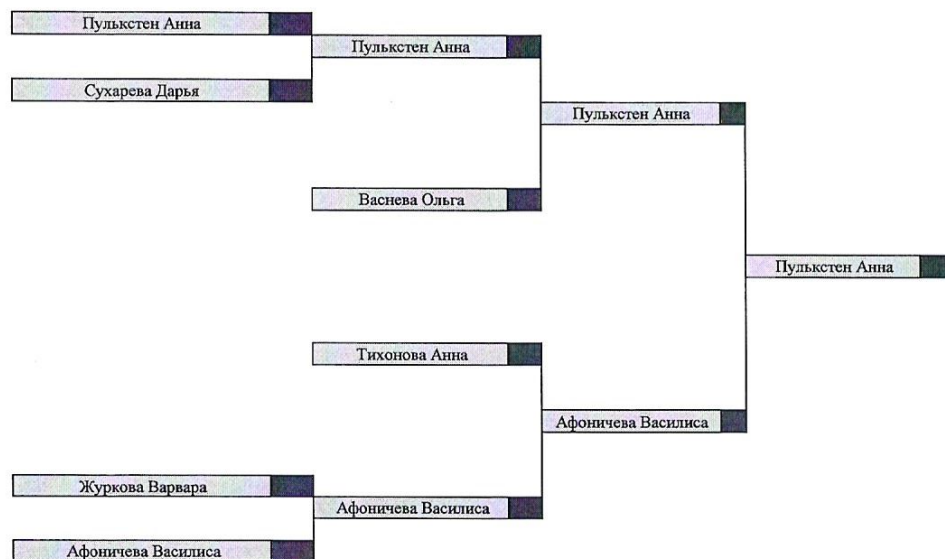 Пулькстен Анна
Пулькстен Анна
Сухарева Дарья
Пулькстен Анна
Васнева Ольга
Пулькстен Анна
Тихонова Анна
Афоничева Василиса
Журкова Варвара
Афоничева Василиса
Афоничева Василиса